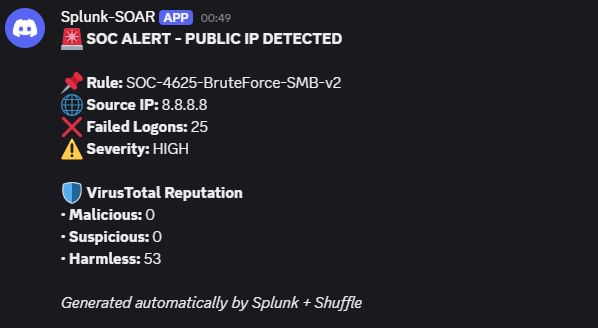 Splunk-SOAR APP 00:49
🚨 SOC ALERT - PUBLIC IP DETECTED
📌 Rule: SOC-4625-BruteForce-SMB-v2
🌐 Source IP: 8.8.8.8
❌ Failed Logons: 25
⚠️ Severity: HIGH
🛡️ VirusTotal Reputation
• Malicious: 0
• Suspicious: 0
• Harmless: 53
Generated automatically by Splunk + Shuffle